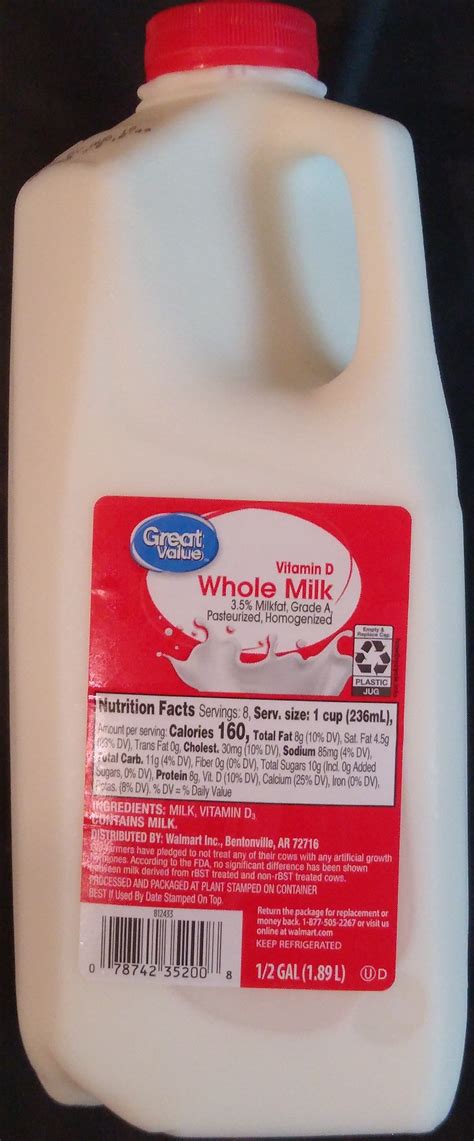 Great
Value
Vitamin D
Whole Milk
3.5% Milkfat, Grade A,
Pasteurized, Homogenized
Empty &
Replace Cap
PLASTIC
JUG
Nutrition Facts Servings: 8, Serv. size: 1 cup (236mL),
Amount per serving: Calories 160, Total Fat 8g (10% DV), Sat. Fat 4.5g
DV), Trans Fat 0g, Cholest. 30mg (10% DV), Sodium 85mg (4% DV),
Total Carb. 11g (4% DV), Fiber 0g (0% DV), Total Sugars 10g (Incl. 0g Added
Sugars, 0% DV), Protein 8g, Vit. D (10% DV), Calcium (25% DV), Iron (0% DV),
Potas. (8% DV). % DV = % Daily Value
INGREDIENTS: MILK, VITAMIN D3.
CONTAINS MILK.
DISTRIBUTED BY: Walmart Inc., Bentonville, AR 72716
farmers have pledged to not treat any of their cows with any artificial growth
hormones. According to the FDA, no significant difference has been shown
between milk derived from rBST treated and non-rBST treated cows.
PROCESSED AND PACKAGED AT PLANT STAMPED ON CONTAINER
BEST If Used By Date Stamped On Top.
812433
0 78742 35200 8
Return the package for replacement or
money back. 1-877-505-2267 or visit us
online at walmart.com
KEEP REFRIGERATED
1/2 GAL (1.89 L) U D